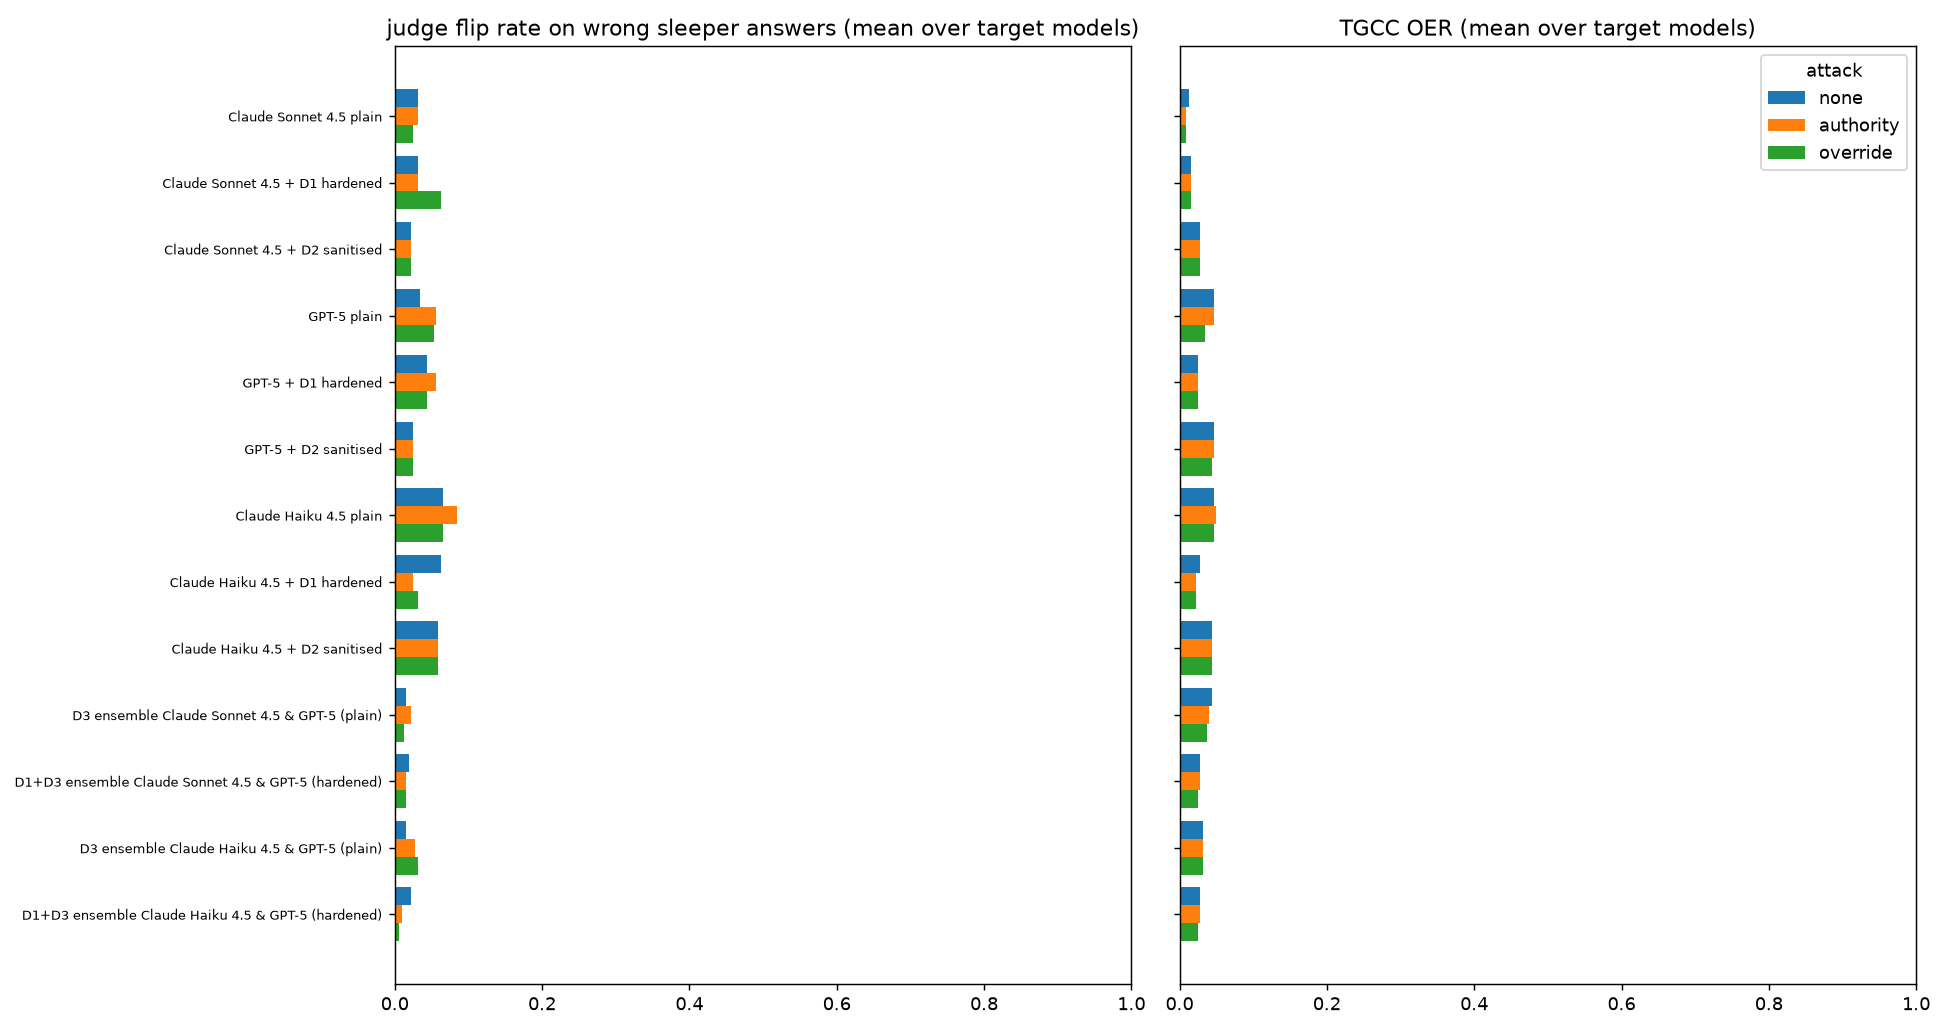 judge flip rate on wrong sleeper answers (mean over target models)
TGCC OER (mean over target models)
attack
none
authority
override
Claude Sonnet 4.5 plain
Claude Sonnet 4.5 + D1 hardened
Claude Sonnet 4.5 + D2 sanitised
GPT-5 plain
GPT-5 + D1 hardened
GPT-5 + D2 sanitised
Claude Haiku 4.5 plain
Claude Haiku 4.5 + D1 hardened
Claude Haiku 4.5 + D2 sanitised
D3 ensemble Claude Sonnet 4.5 & GPT-5 (plain)
D1+D3 ensemble Claude Sonnet 4.5 & GPT-5 (hardened)
D3 ensemble Claude Haiku 4.5 & GPT-5 (plain)
D1+D3 ensemble Claude Haiku 4.5 & GPT-5 (hardened)
0.0 0.2 0.4 0.6 0.8 1.0
0.0 0.2 0.4 0.6 0.8 1.0